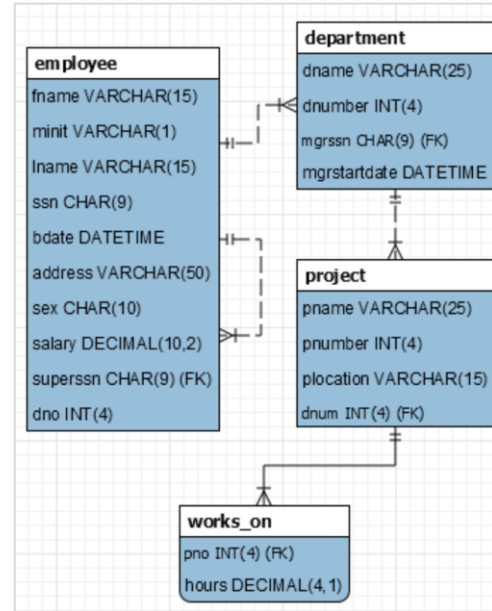 employee
fname VARCHAR(15)
minit VARCHAR(1)
lname VARCHAR(15)
ssn CHAR(9)
bdate DATETIME
address VARCHAR(50)
sex CHAR(10)
salary DECIMAL(10,2)
superssn CHAR(9) (FK)
dno INT(4)
department
dname VARCHAR(25)
dnumber INT(4)
mgrssn CHAR(9) (FK)
mgrstartdate DATETIME
project
pname VARCHAR(25)
pnumber INT(4)
plocation VARCHAR(15)
dnum INT(4) (FK)
works_on
pno INT(4) (FK)
hours DECIMAL(4,1)